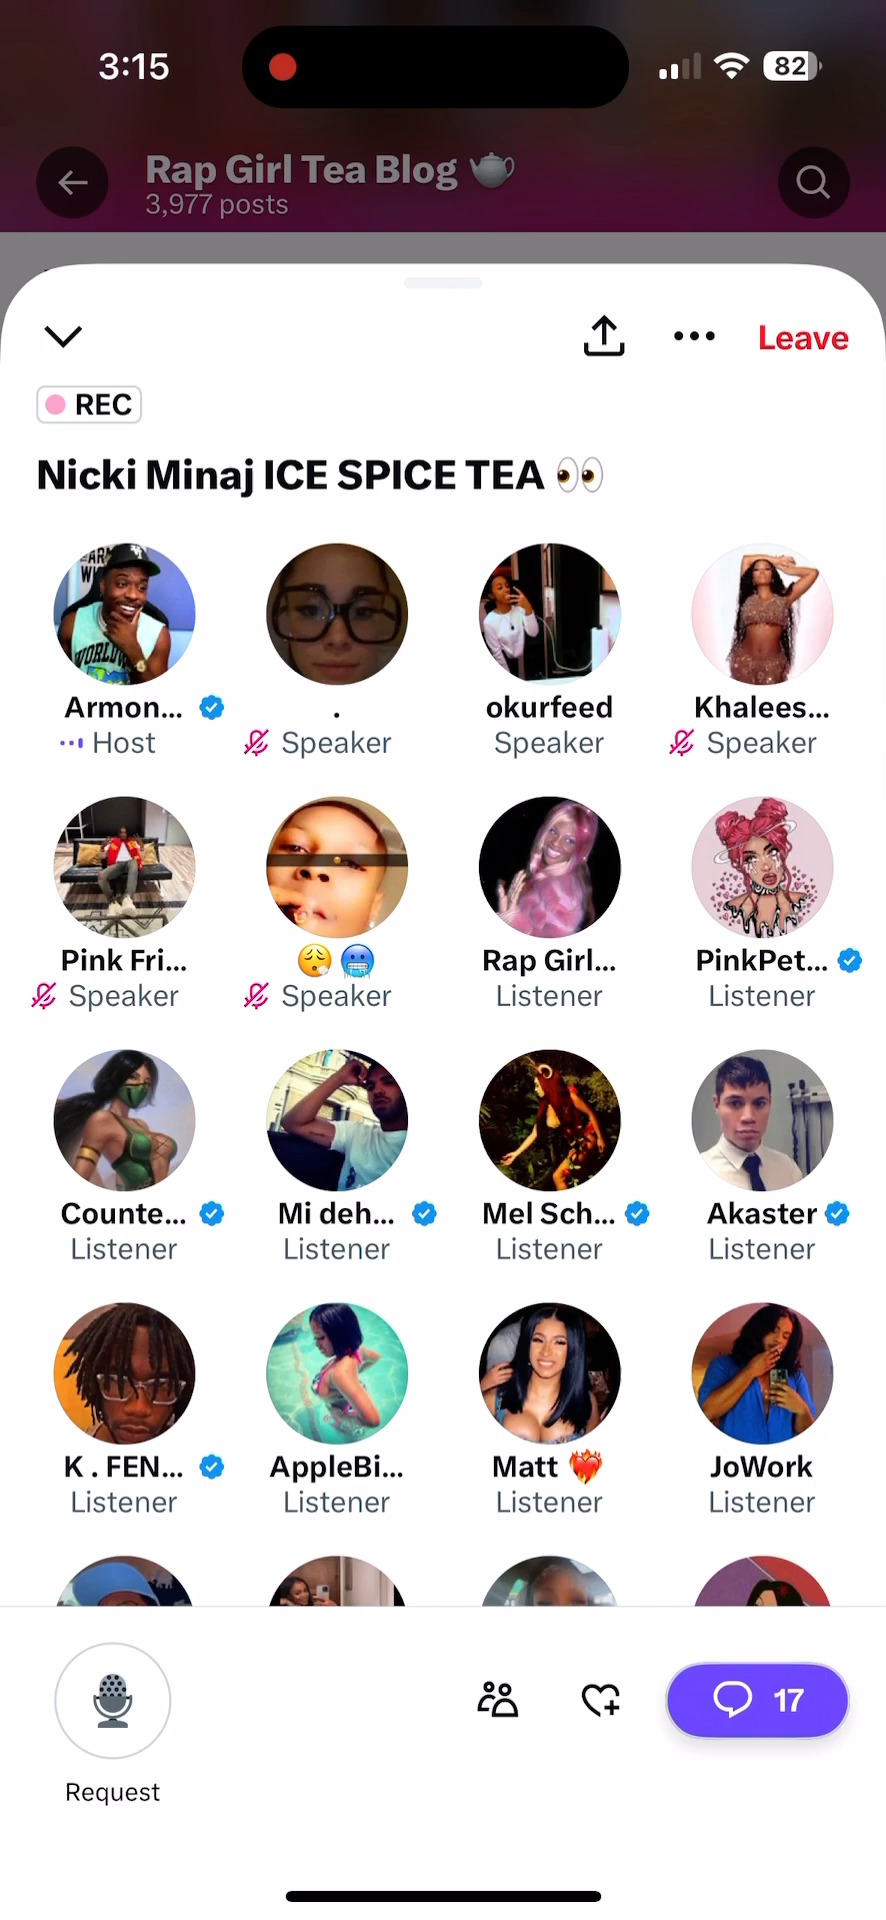 3:15
82
Rap Girl Tea Blog 🫖
3,977 posts
Leave
REC
Nicki Minaj ICE SPICE TEA 👀
Armon...
Host
.
Speaker
okurfeed
Speaker
Khalees...
Speaker
Pink Fri...
Speaker
😮‍💨🥶
Speaker
Rap Girl...
Listener
PinkPet...
Listener
Counte...
Listener
Mi deh...
Listener
Mel Sch...
Listener
Akaster
Listener
K . FEN...
Listener
AppleBi...
Listener
Matt ❤️‍🔥
Listener
JoWork
Listener
17
Request